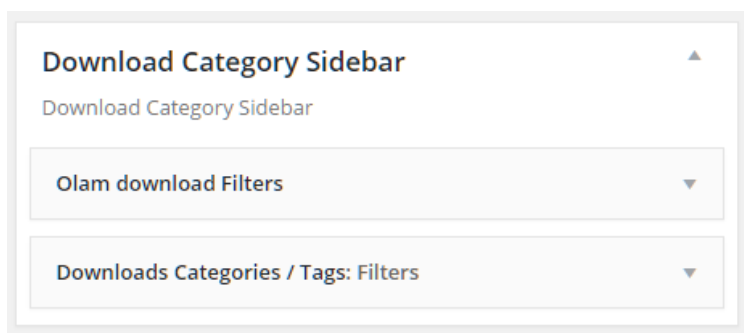 Download Category Sidebar
Download Category Sidebar
Olam download Filters
Downloads Categories / Tags: Filters